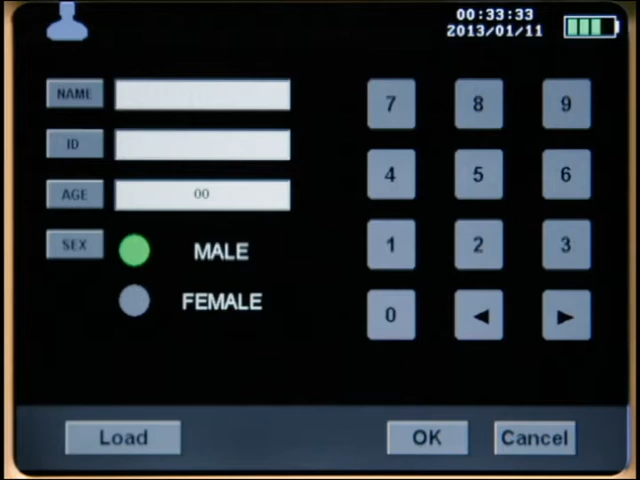 00:33:33
2013/01/11
NAME
7 8 9
ID
4 5 6
AGE 00
SEX MALE
1 2 3
FEMALE
0 ◄ ►
Load OK Cancel